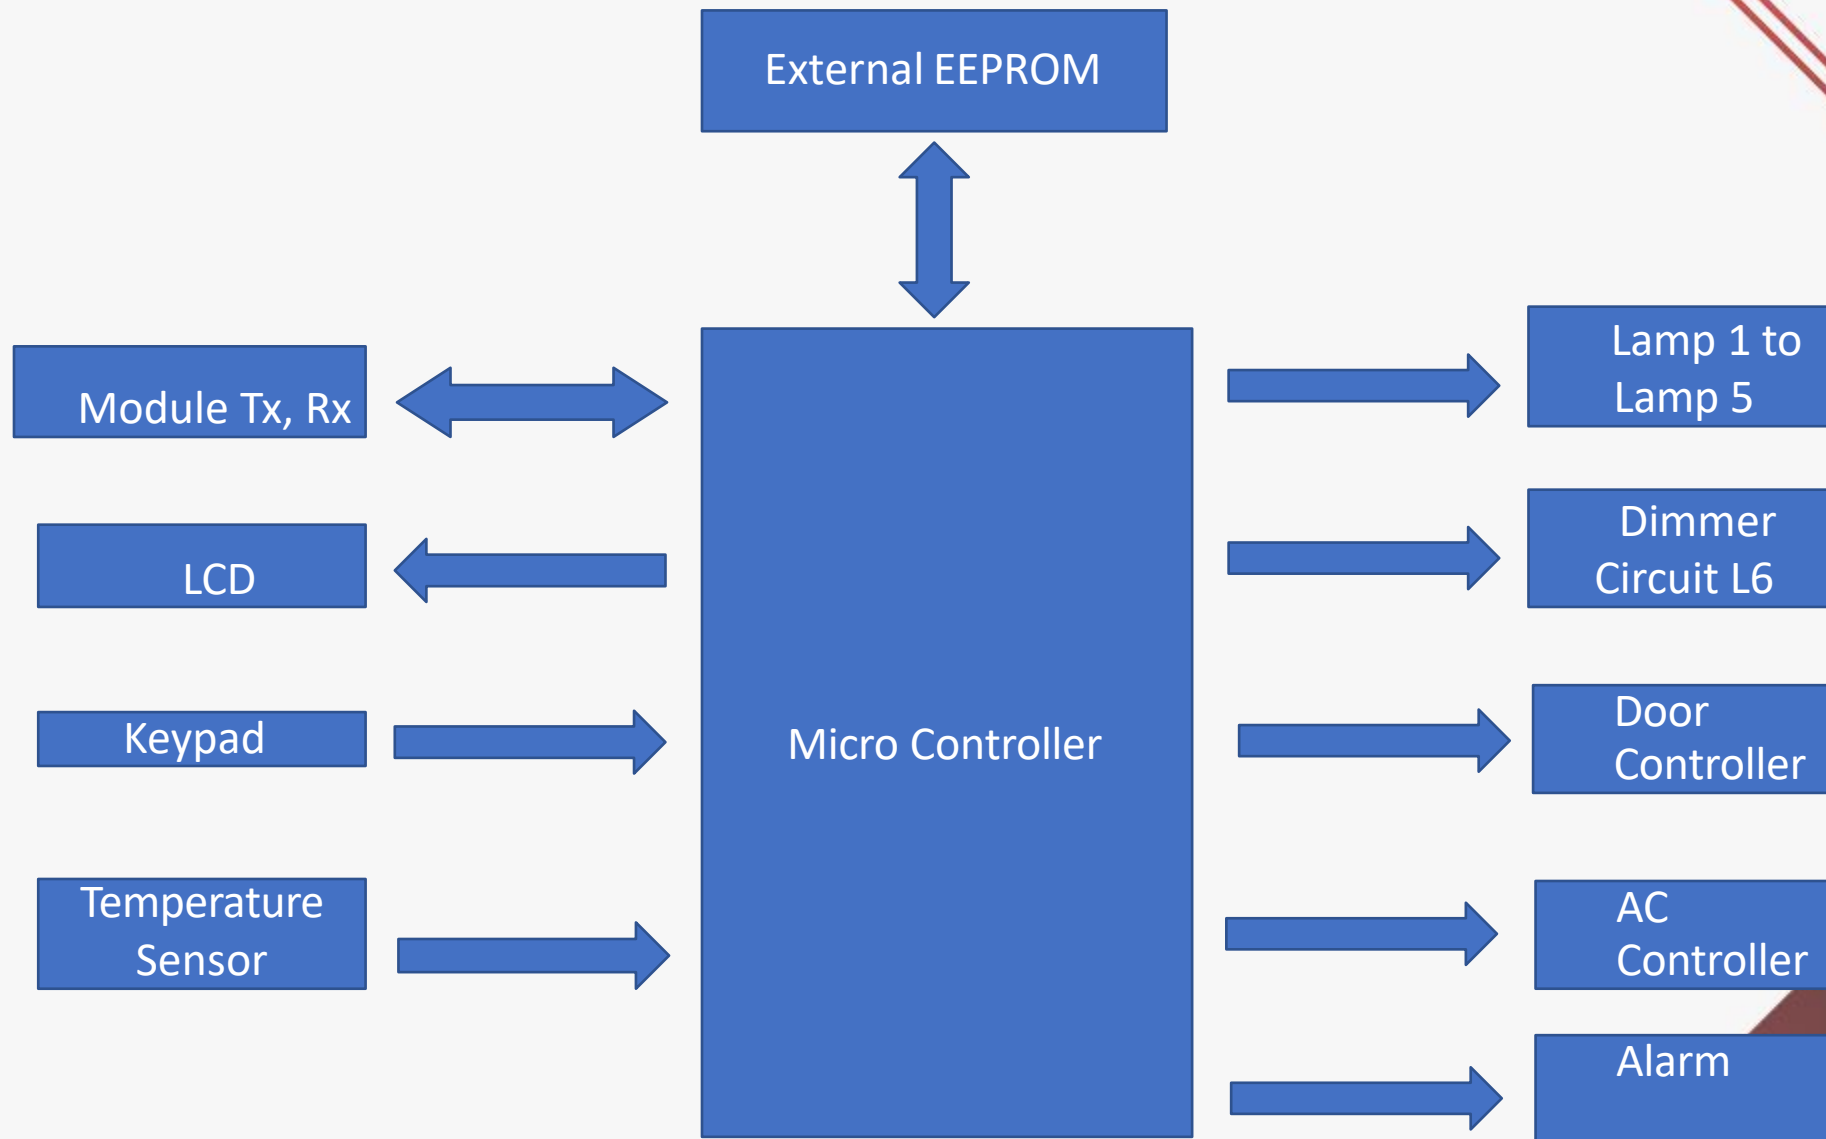 External EEPROM
Module Tx, Rx
LCD
Keypad
Temperature
Sensor
Micro Controller
Lamp 1 to
Lamp 5
Dimmer
Circuit L6
Door
Controller
AC
Controller
Alarm